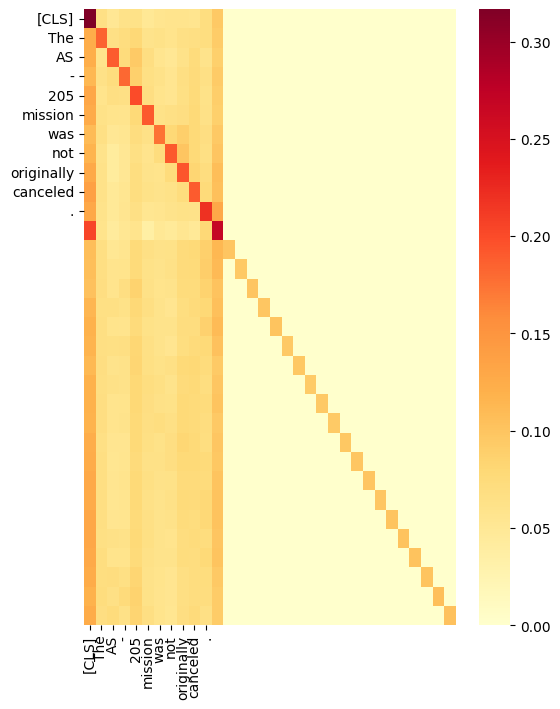 [CLS]
The
AS
-
205
mission
was
not
originally
canceled
.
0.30
0.25
0.20
0.15
0.10
0.05
0.00
[CLS]
The
AS
-
205
mission
was
not
originally
canceled
.